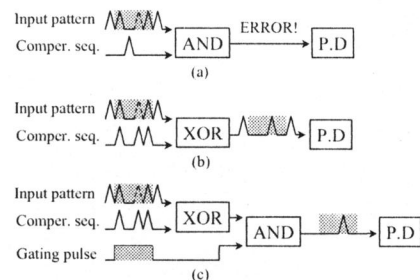 Input pattern
Comper. seq.
AND
ERROR!
P.D
(a)
Input pattern
Comper. seq.
XOR
P.D
(b)
Input pattern
Comper. seq.
XOR
Gating pulse
AND
P.D
(c)